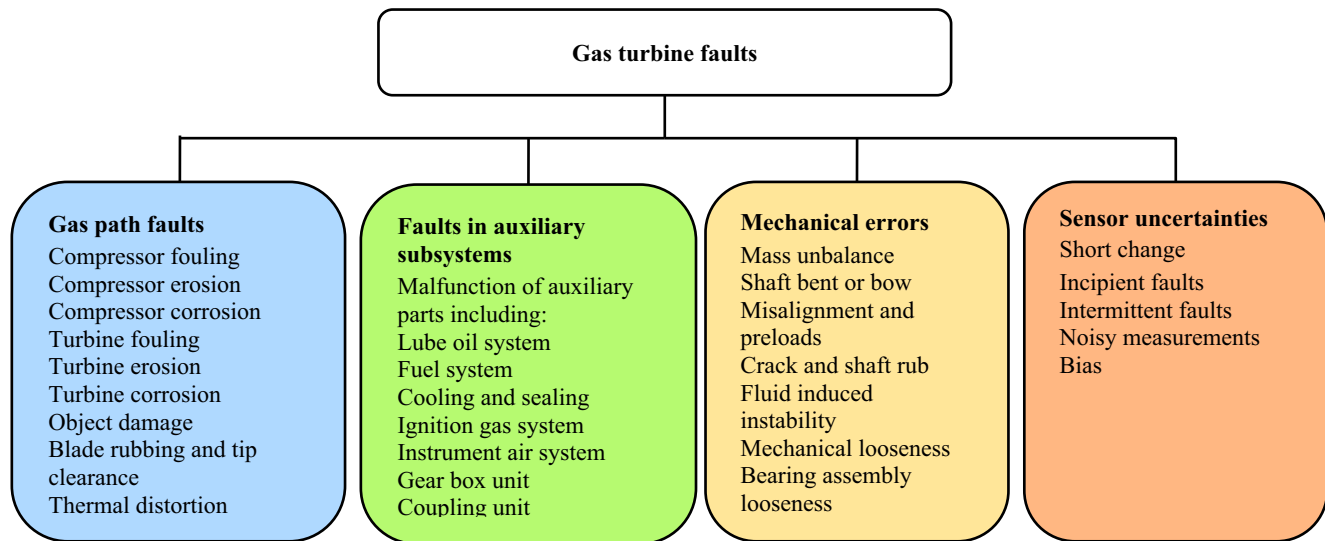 Gas turbine faults
Gas path faults
Compressor fouling
Compressor erosion
Compressor corrosion
Turbine fouling
Turbine erosion
Turbine corrosion
Object damage
Blade rubbing and tip
clearance
Thermal distortion
Faults in auxiliary
subsystems
Malfunction of auxiliary
parts including:
Lube oil system
Fuel system
Cooling and sealing
Ignition gas system
Instrument air system
Gear box unit
Coupling unit
Mechanical errors
Mass unbalance
Shaft bent or bow
Misalignment and
preloads
Crack and shaft rub
Fluid induced
instability
Mechanical looseness
Bearing assembly
looseness
Sensor uncertainties
Short change
Incipient faults
Intermittent faults
Noisy measurements
Bias